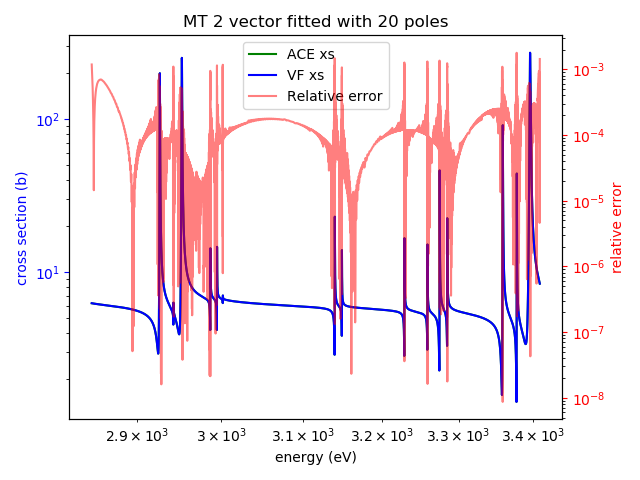 MT 2 vector fitted with 20 poles
ACE xs
VF xs
Relative error
cross section (b)
10²
10¹
relative error
10⁻³
10⁻⁴
10⁻⁵
10⁻⁶
10⁻⁷
10⁻⁸
2.9 × 10³ 3 × 10³ 3.1 × 10³ 3.2 × 10³ 3.3 × 10³ 3.4 × 10³
energy (eV)